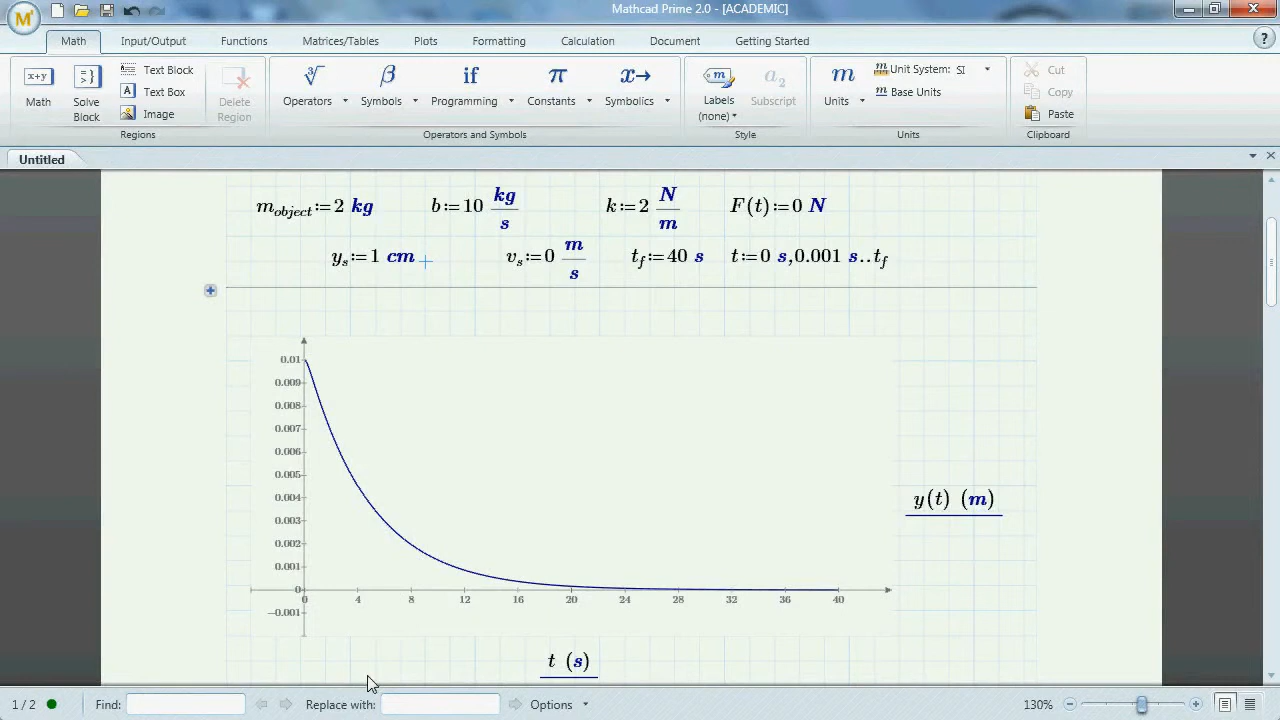 Mathcad Prime 2.0 - [ACADEMIC]
Math Input/Output Functions Matrices/Tables Plots Formatting Calculation Document Getting Started
Math Solve Block Text Block Text Box Image Delete Region
Regions
Operators Symbols if Programming π Constants x→ Symbolics
Operators and Symbols
Labels (none) Subscript
Style
Units Unit System: SI Base Units
Units
Cut Copy Paste
Clipboard
Untitled
m_object:=2 kg b:=10 kg/s k:=2 N/m F(t):=0 N
y_s:=1 cm v_s:=0 m/s t_f:=40 s t:=0 s,0.001 s..t_f
0.01
0.009
0.008
0.007
0.006
0.005
0.004
0.003
0.002
0.001
0
−0.001
0 4 8 12 16 20 24 28 32 36 40
y(t) (m)
t (s)
1 / 2 Find: Replace with: Options 130%